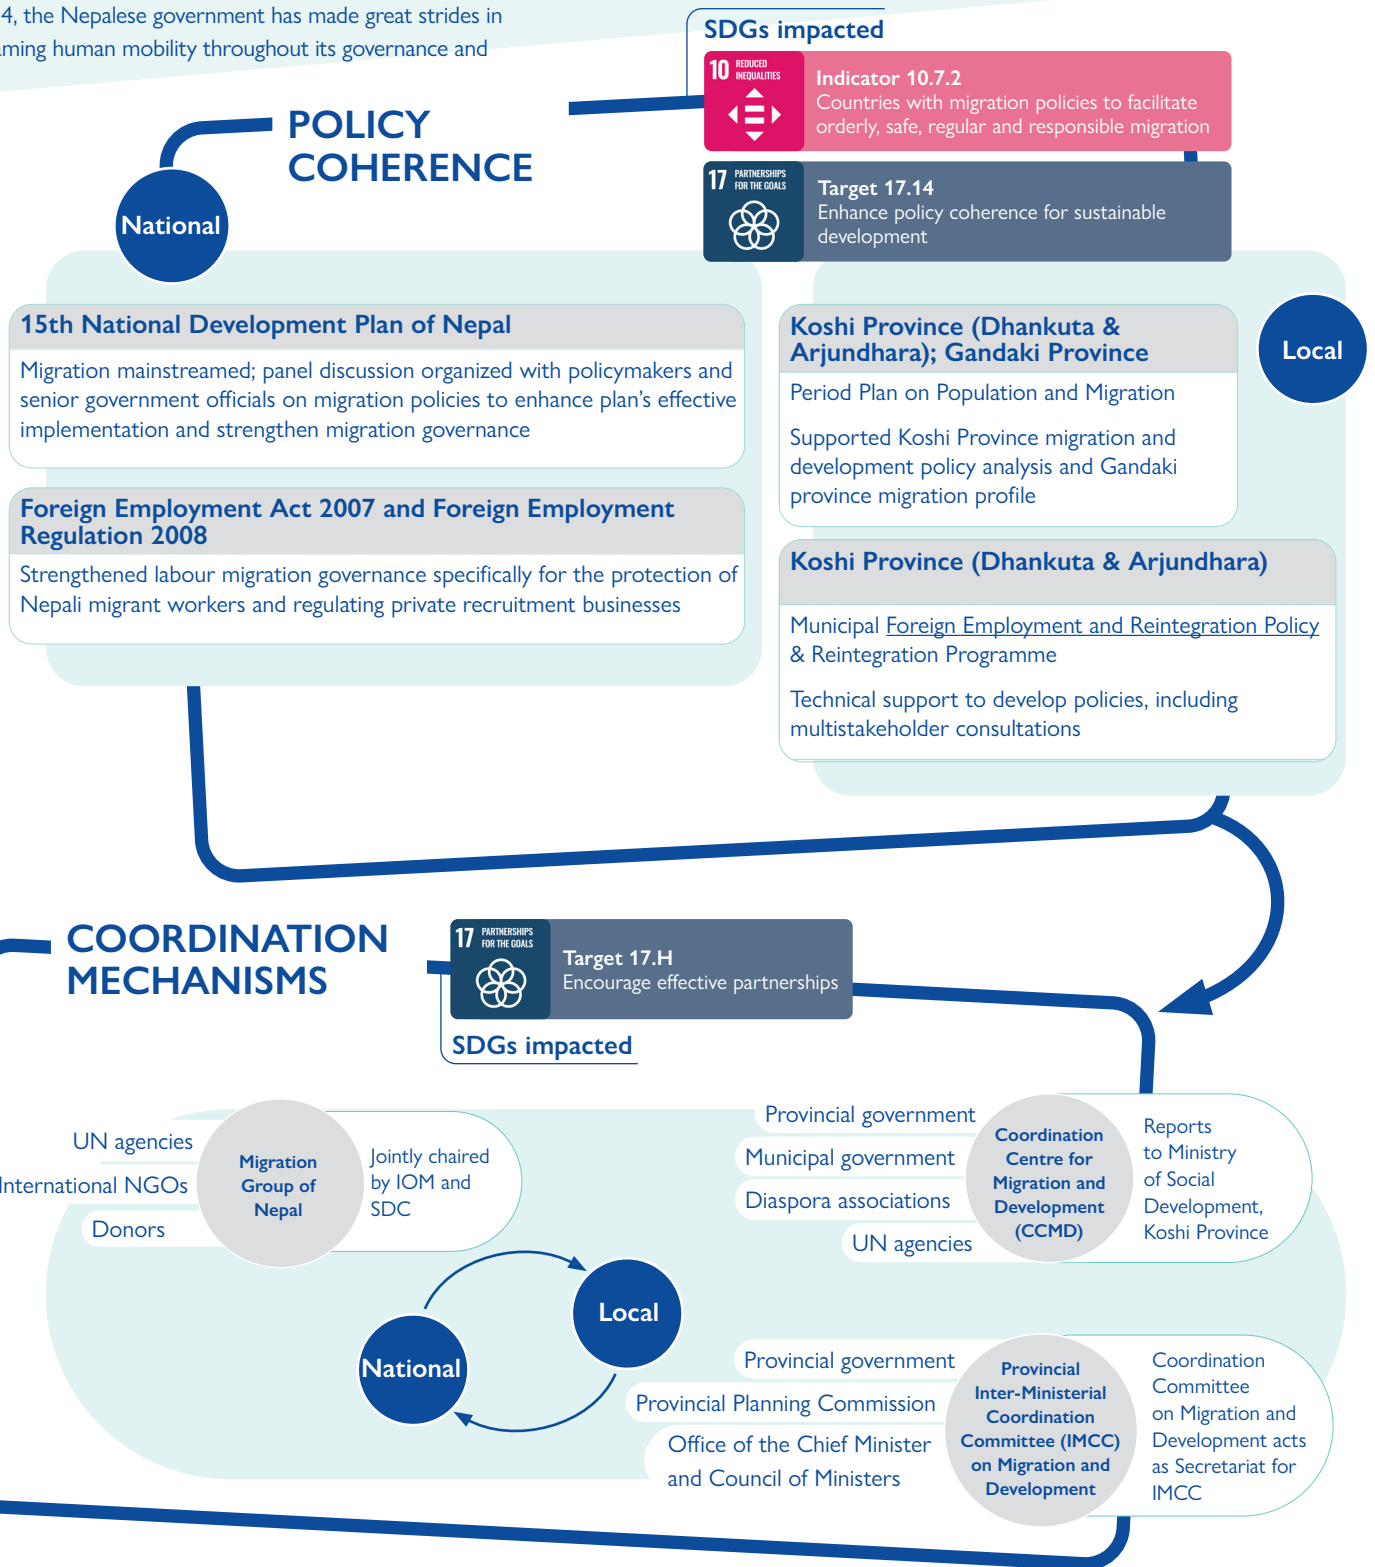 4, the Nepalese government has made great strides in
human mobility throughout its governance and
SDGs impacted
10 REDUCED
INEQUALITIES
Indicator 10.7.2
Countries with migration policies to facilitate
orderly, safe, regular and responsible migration
POLICY
COHERENCE
17 PARTNERSHIPS
FOR THE GOALS
Target 17.14
Enhance policy coherence for sustainable
development
National
15th National Development Plan of Nepal
Migration mainstreamed; panel discussion organized with policymakers and
senior government officials on migration policies to enhance plan's effective
implementation and strengthen migration governance
Foreign Employment Act 2007 and Foreign Employment
Regulation 2008
Strengthened labour migration governance specifically for the protection of
Nepali migrant workers and regulating private recruitment businesses
Local
Koshi Province (Dhankuta &
Arjundhara); Gandaki Province
Period Plan on Population and Migration
Supported Koshi Province migration and
development policy analysis and Gandaki
province migration profile
Koshi Province (Dhankuta & Arjundhara)
Municipal Foreign Employment and Reintegration Policy
& Reintegration Programme
Technical support to develop policies, including
multistakeholder consultations
COORDINATION
MECHANISMS
17 PARTNERSHIPS
FOR THE GOALS
Target 17.H
Encourage effective partnerships
SDGs impacted
UN agencies
International NGOs
Donors
Migration
Group of
Nepal
Jointly chaired
by IOM and
SDC
Provincial government
Municipal government
Diaspora associations
UN agencies
Coordination
Centre for
Migration and
Development
(CCMD)
Reports
to Ministry
of Social
Development,
Koshi Province
National
Local
Provincial government
Provincial Planning Commission
Office of the Chief Minister
and Council of Ministers
Provincial
Inter-Ministerial
Coordination
Committee (IMCC)
on Migration and
Development
Coordination
Committee
on Migration and
Development acts
as Secretariat for
IMCC